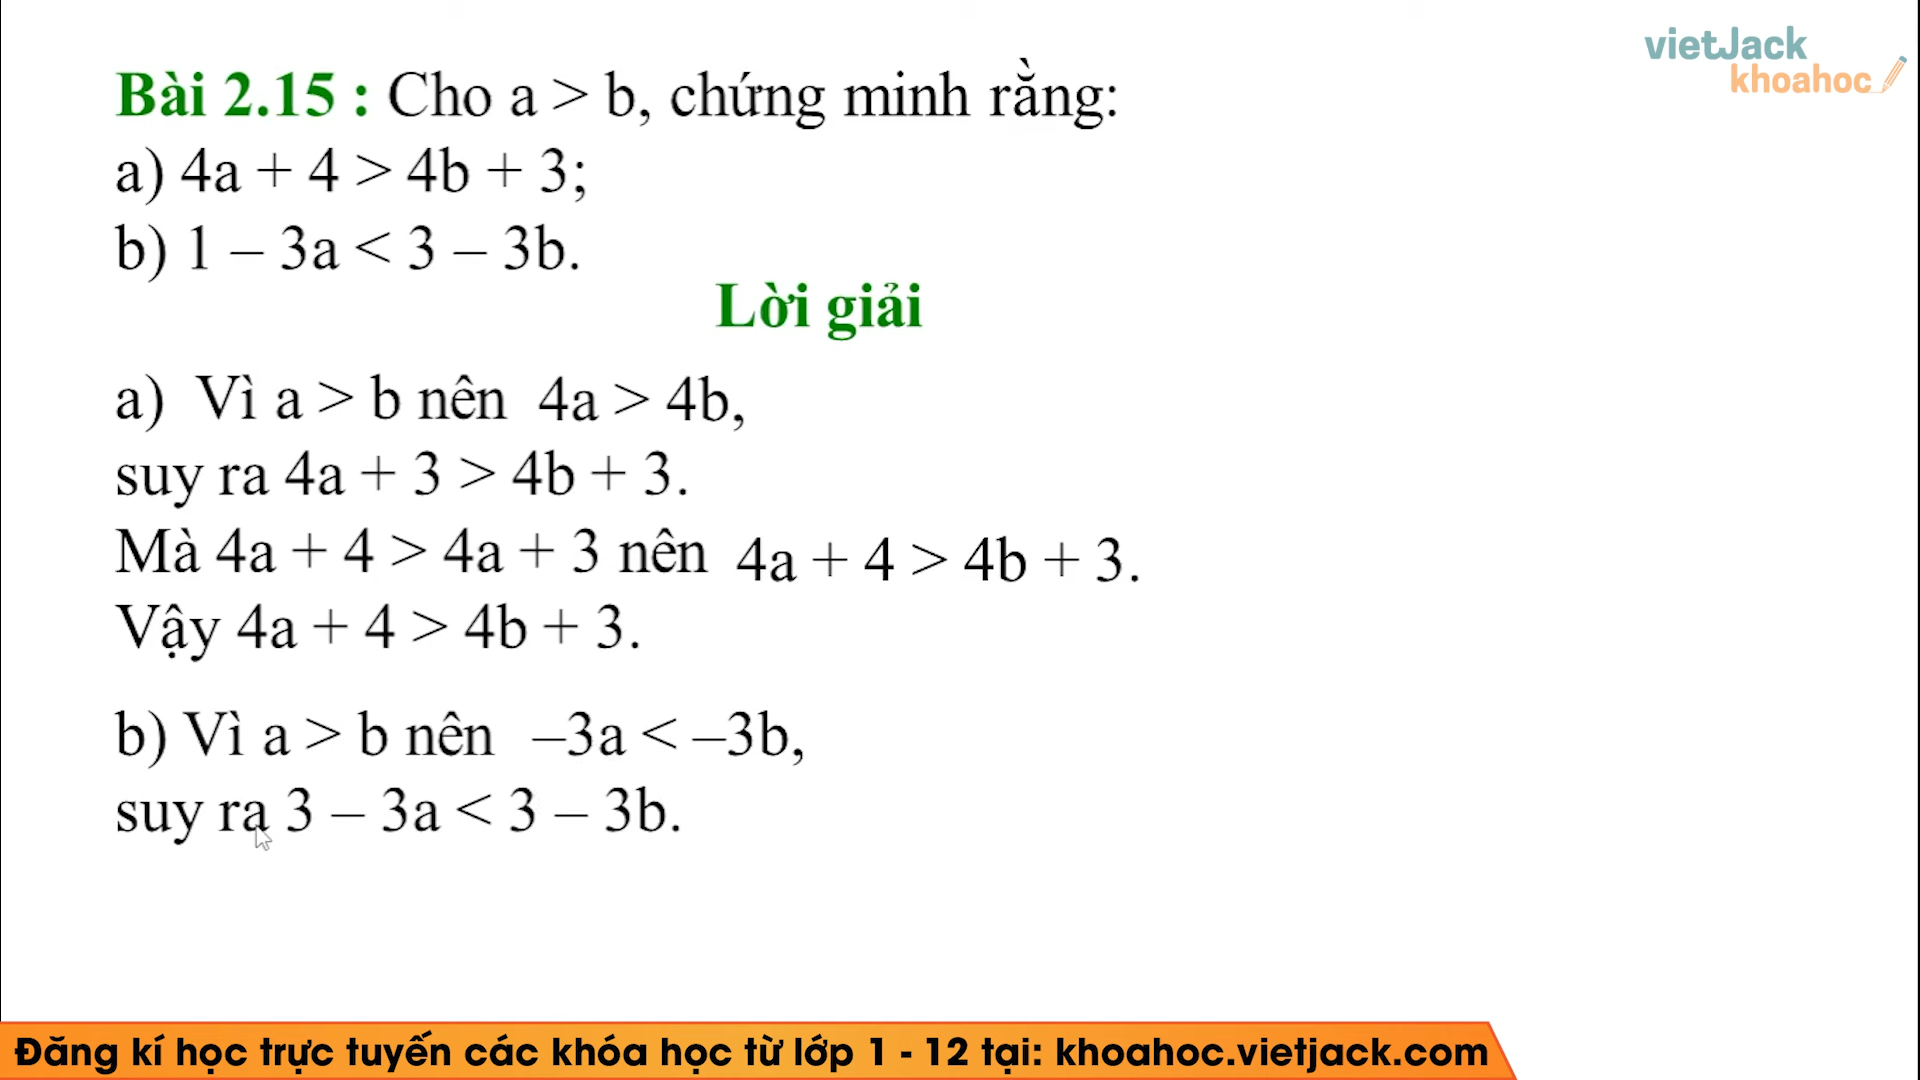 vietJack
khoahoc
Bài 2.15 : Cho a > b, chứng minh rằng:
a) 4a + 4 > 4b + 3;
b) 1 – 3a < 3 – 3b.
Lời giải
a) Vì a > b nên 4a > 4b,
suy ra 4a + 3 > 4b + 3.
Mà 4a + 4 > 4a + 3 nên 4a + 4 > 4b + 3.
Vậy 4a + 4 > 4b + 3.
b) Vì a > b nên –3a < –3b,
suy ra 3 – 3a < 3 – 3b.
Đăng kí học trực tuyến các khóa học từ lớp 1 - 12 tại: khoahoc.vietjack.com